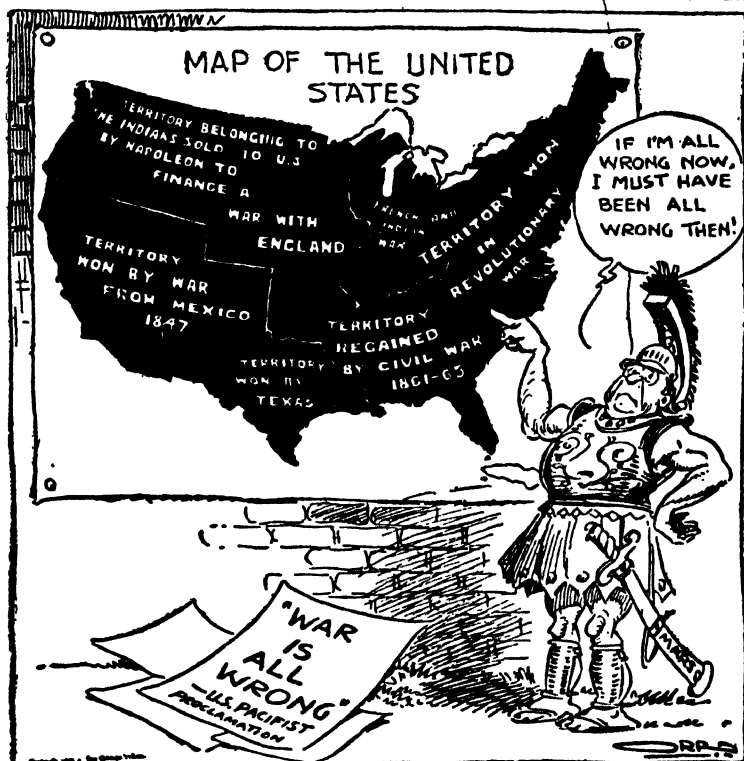 MAP OF THE UNITED
STATES
TERRITORY BELONGING TO
THE INDIANS SOLD TO U.S
BY NAPOLEON TO
FINANCE A
WAR WITH
ENGLAND
FRENCH AND
INDIAN
WAR
TERRITORY WON
IN
REVOLUTIONARY
WAR
TERRITORY
WON BY WAR
FROM MEXICO
1847
TERRITORY
REGAINED
BY CIVIL WAR
1861-65
TERRITORY
WON BY
TEXAS
IF I'M ALL
WRONG NOW,
I MUST HAVE
BEEN ALL
WRONG THEN!
"WAR
IS
ALL
WRONG"
—U.S. PACIFIST
PROCLAMATION
MARS
ORR